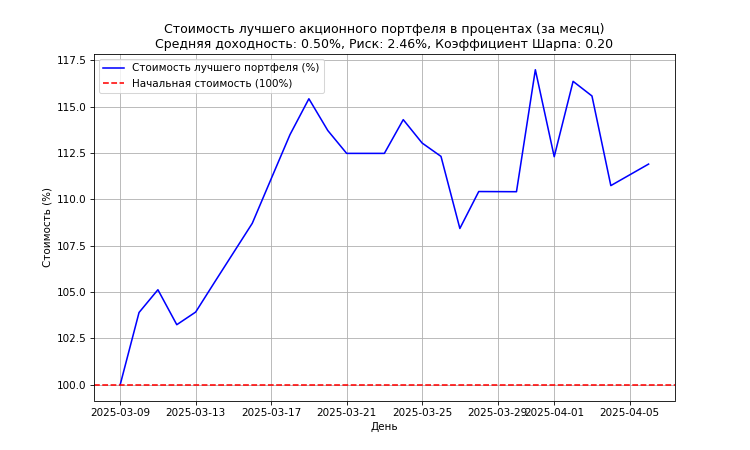 Стоимость лучшего акционного портфеля в процентах (за месяц)
Средняя доходность: 0.50%, Риск: 2.46%, Коэффициент Шарпа: 0.20
Стоимость лучшего портфеля (%)
Начальная стоимость (100%)
Стоимость (%)
117.5
115.0
112.5
110.0
107.5
105.0
102.5
100.0
2025-03-09 2025-03-13 2025-03-17 2025-03-21 2025-03-25 2025-03-29 2025-04-01 2025-04-05
День